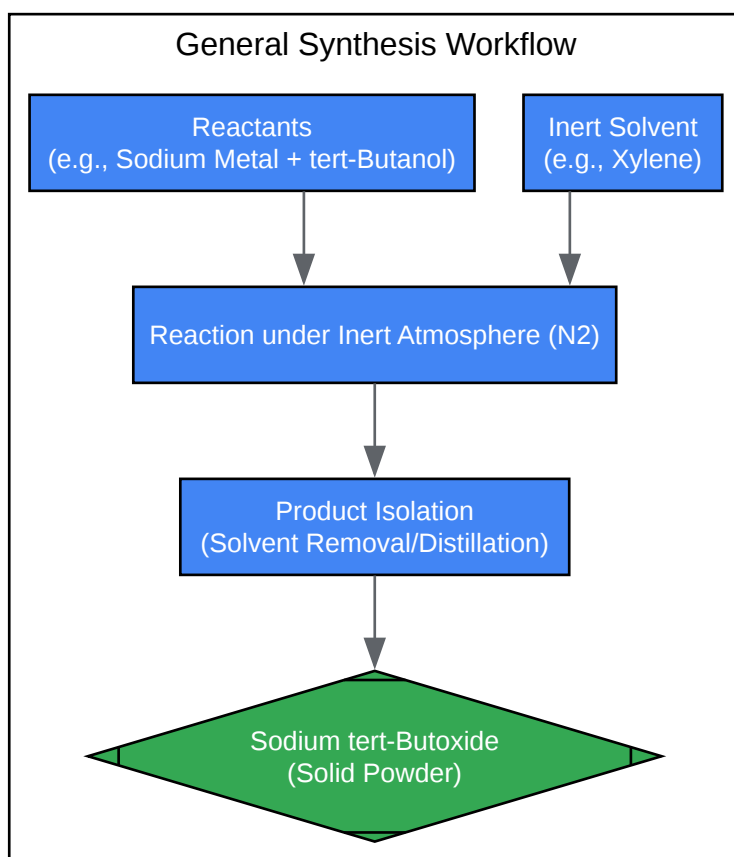 General Synthesis Workflow
Reactants
(e.g., Sodium Metal + tert-Butanol)
Inert Solvent
(e.g., Xylene)
Reaction under Inert Atmosphere (N2)
Product Isolation
(Solvent Removal/Distillation)
Sodium tert-Butoxide
(Solid Powder)